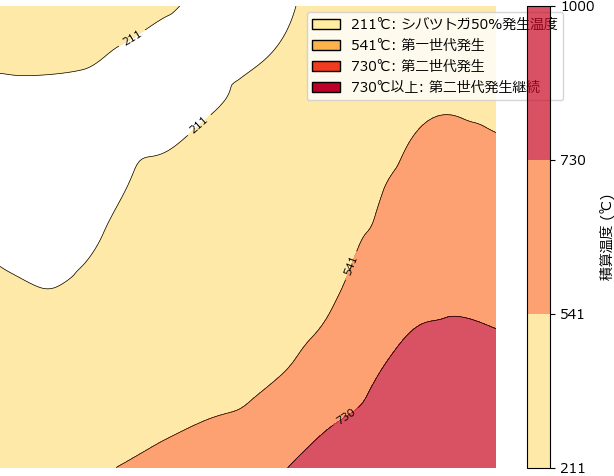 211℃: シバツトガ50%発生温度
541℃: 第一世代発生
730℃: 第二世代発生
730℃以上: 第二世代発生継続
211
211
541
730
1000
730
541
211
積算温度 (℃)